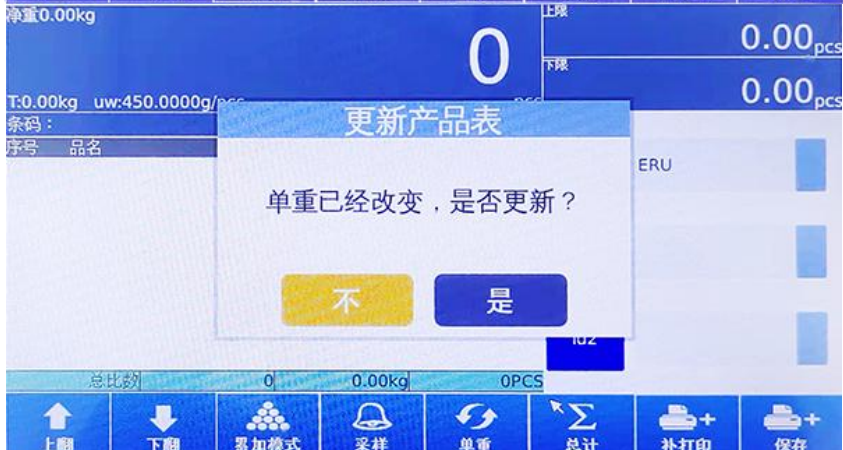 净重0.00kg
0
上限
0.00pcs
下限
0.00pcs
T:0.00kg uw:450.0000g/pcs
pcs
条码：
序号 品名
更新产品表
单重已经改变，是否更新？
不 是
ERU
总比数 0 0.00kg 0PCS
上翻 下翻 累加模式 采样 单重 总计 补打印 保存